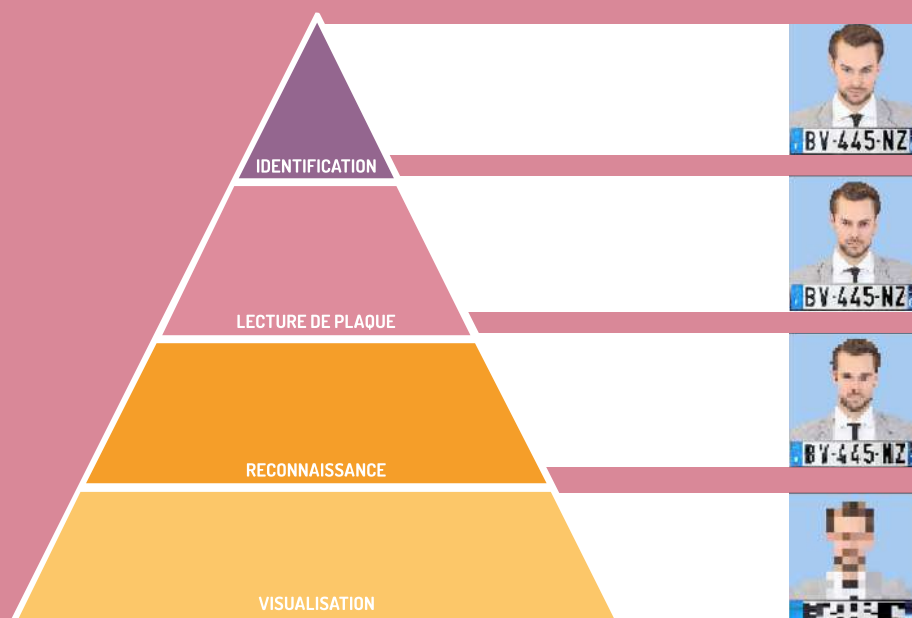 IDENTIFICATION
BV-445-NZ
LECTURE DE PLAQUE
BV-445-NZ
RECONNAISSANCE
BV-445-NZ
VISUALISATION